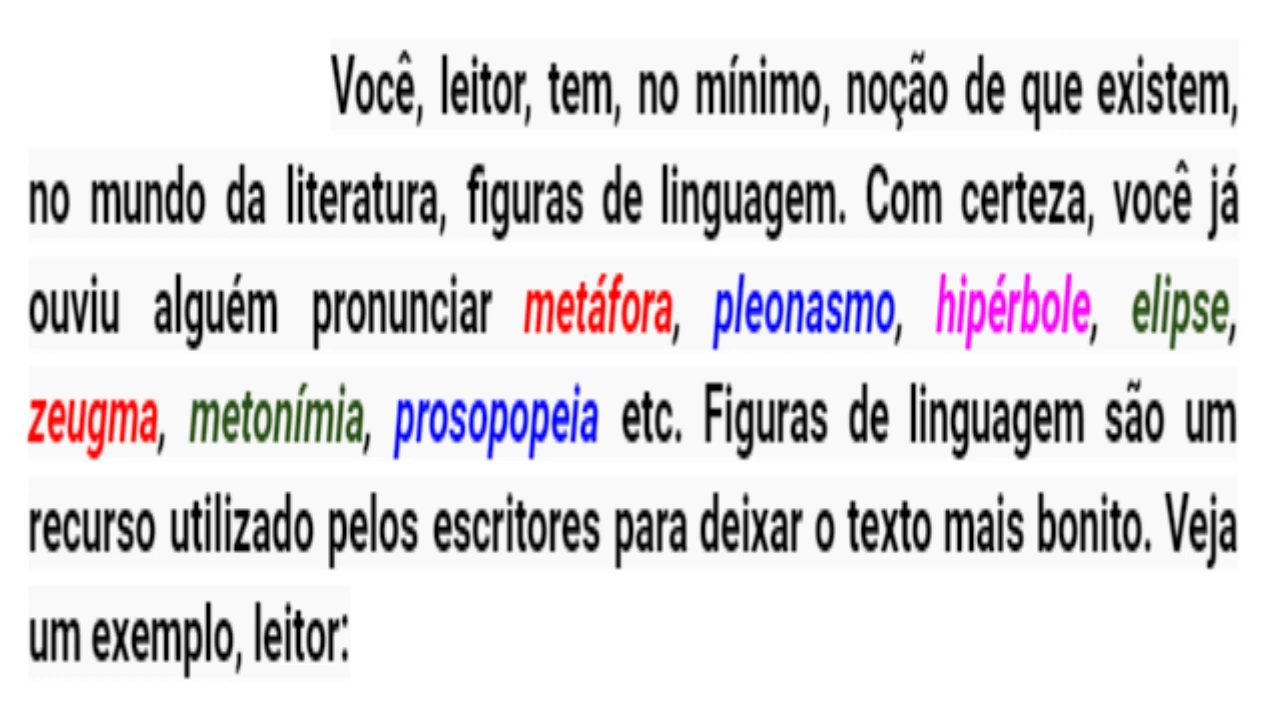 Você, leitor, tem, no mínimo, noção de que existem,
no mundo da literatura, figuras de linguagem. Com certeza, você já
ouviu alguém pronunciar metáfora, pleonasmo, hipérbole, elipse,
zeugma, metonímia, prosopopeia etc. Figuras de linguagem são um
recurso utilizado pelos escritores para deixar o texto mais bonito. Veja
um exemplo, leitor: